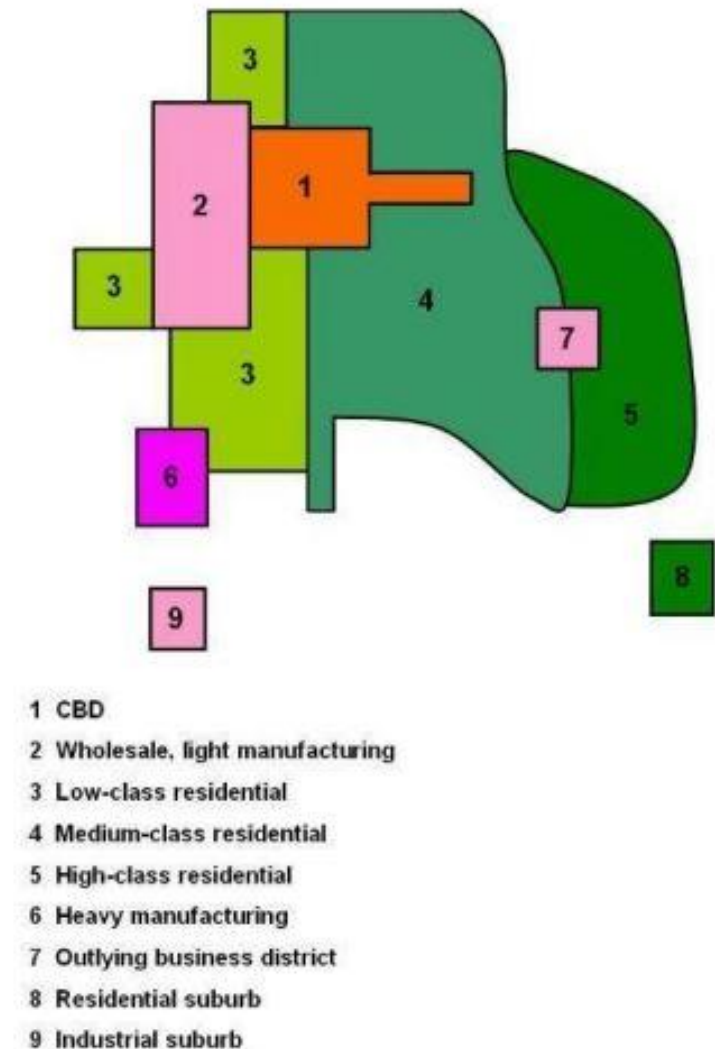 3
1
2
3
4
7
3
5
6
8
9
1 CBD
2 Wholesale, light manufacturing
3 Low-class residential
4 Medium-class residential
5 High-class residential
6 Heavy manufacturing
7 Outlying business district
8 Residential suburb
9 Industrial suburb